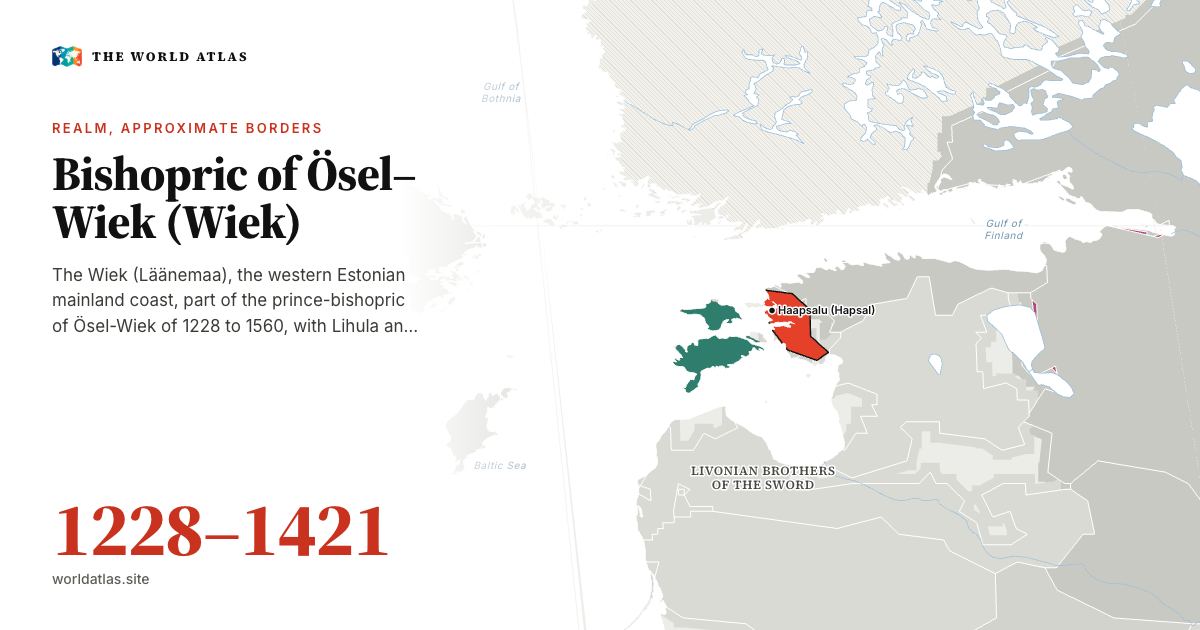 THE WORLD ATLAS
REALM, APPROXIMATE BORDERS
Bishopric of Ösel–
Wiek (Wiek)
The Wiek (Läänemaa), the western Estonian
mainland coast, part of the prince-bishopric
of Ösel-Wiek of 1228 to 1560, with Lihula an...
1228–1421
worldatlas.site
Gulf of
Bothnia
Gulf of
Finland
Haapsalu (Hapsal)
Baltic Sea
LIVONIAN BROTHERS
OF THE SWORD